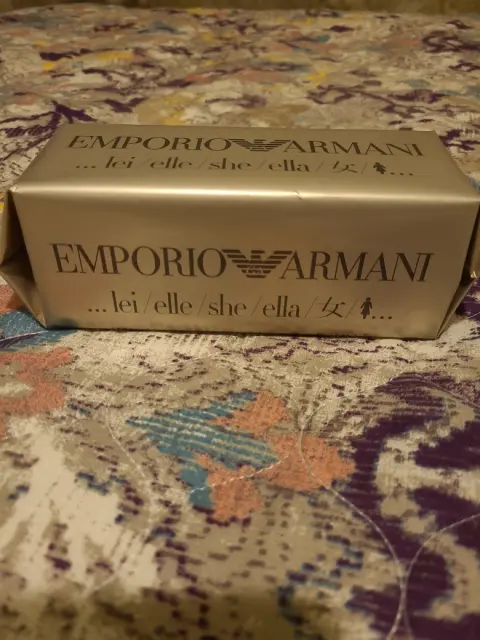 EMPORIO ARMANI
... lei / elle / she / ella / 女 / ...
EMPORIO ARMANI
... lei / elle / she / ella / 女 / ...